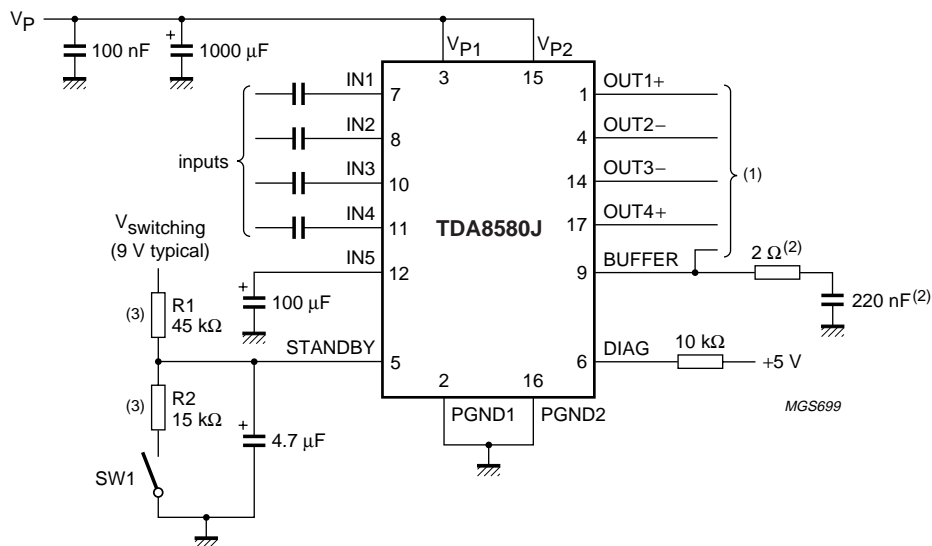 VP
100 nF
1000 μF
VP1
VP2
3
15
IN1
7
IN2
8
inputs
IN3
10
IN4
11
IN5
12
100 μF
TDA8580J
1
OUT1+
4
OUT2−
14
OUT3−
17
OUT4+
(1)
9
BUFFER
2 Ω(2)
220 nF(2)
6
DIAG
10 kΩ
+5 V
Vswitching
(9 V typical)
(3)
R1
45 kΩ
STANDBY
5
(3)
R2
15 kΩ
4.7 μF
SW1
2
16
PGND1
PGND2
MGS699